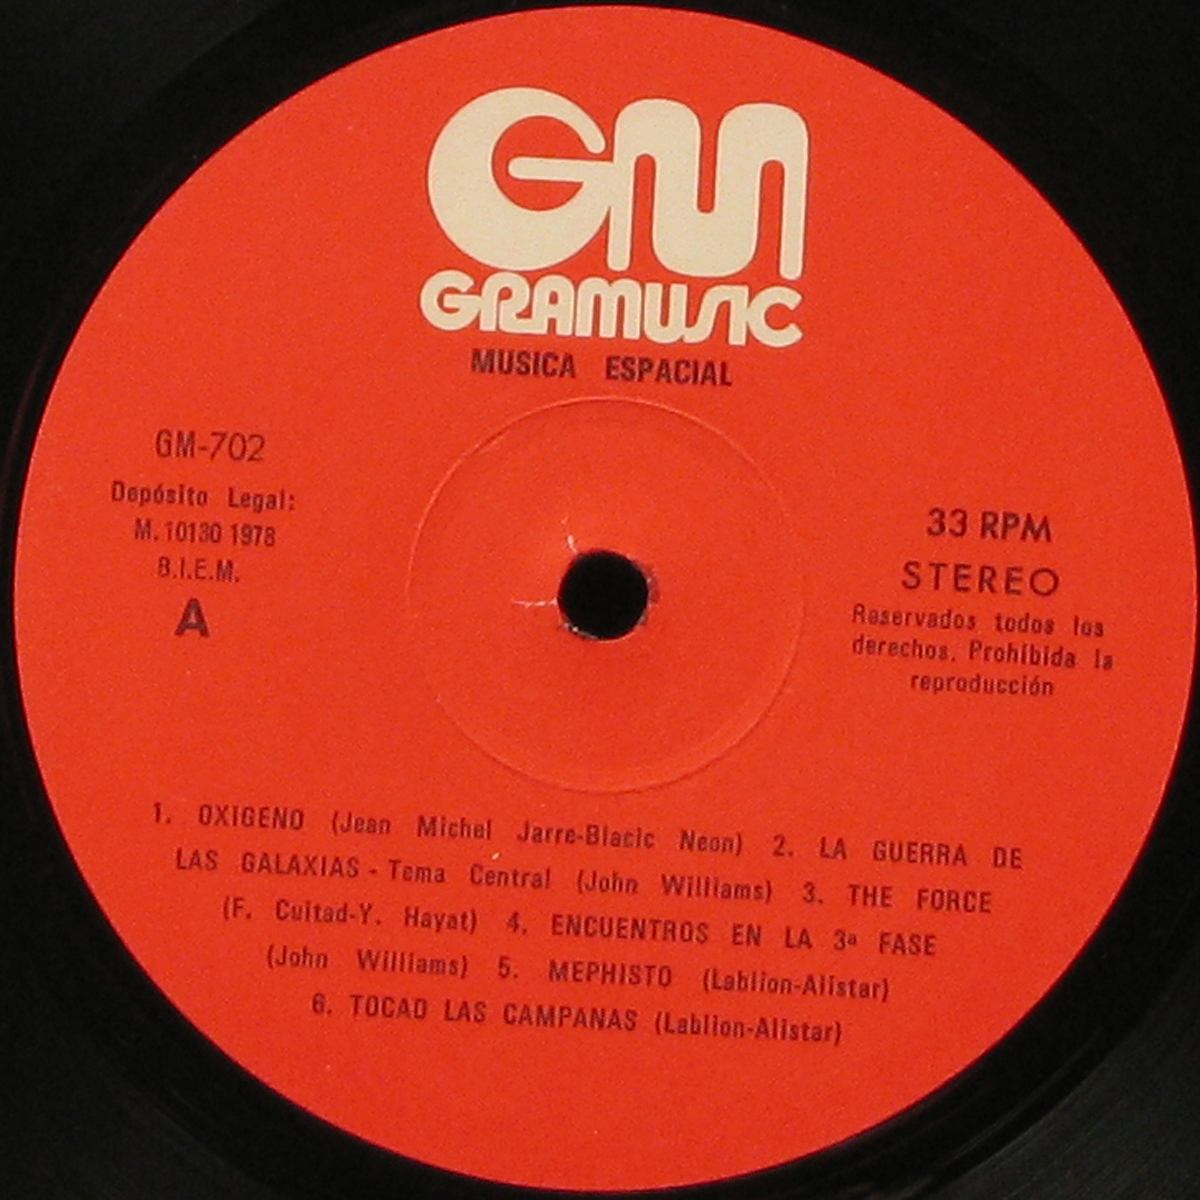 GM
GRAMUSIC
MUSICA ESPACIAL
GM-702
Depósito Legal:
M. 10130 1978
B.I.E.M.
A
33 RPM
STEREO
Reservados todos los
derechos. Prohibida la
reproducción
1. OXIGENO (Jean Michel Jarre-Blacic Neon) 2. LA GUERRA DE
LAS GALAXIAS - Tema Central (John Williams) 3. THE FORCE
(F. Cuitad-Y. Hayat) 4. ENCUENTROS EN LA 3ª FASE
(John Williams) 5. MEPHISTO (Lablion-Alistar)
6. TOCAD LAS CAMPANAS (Lablion-Alistar)